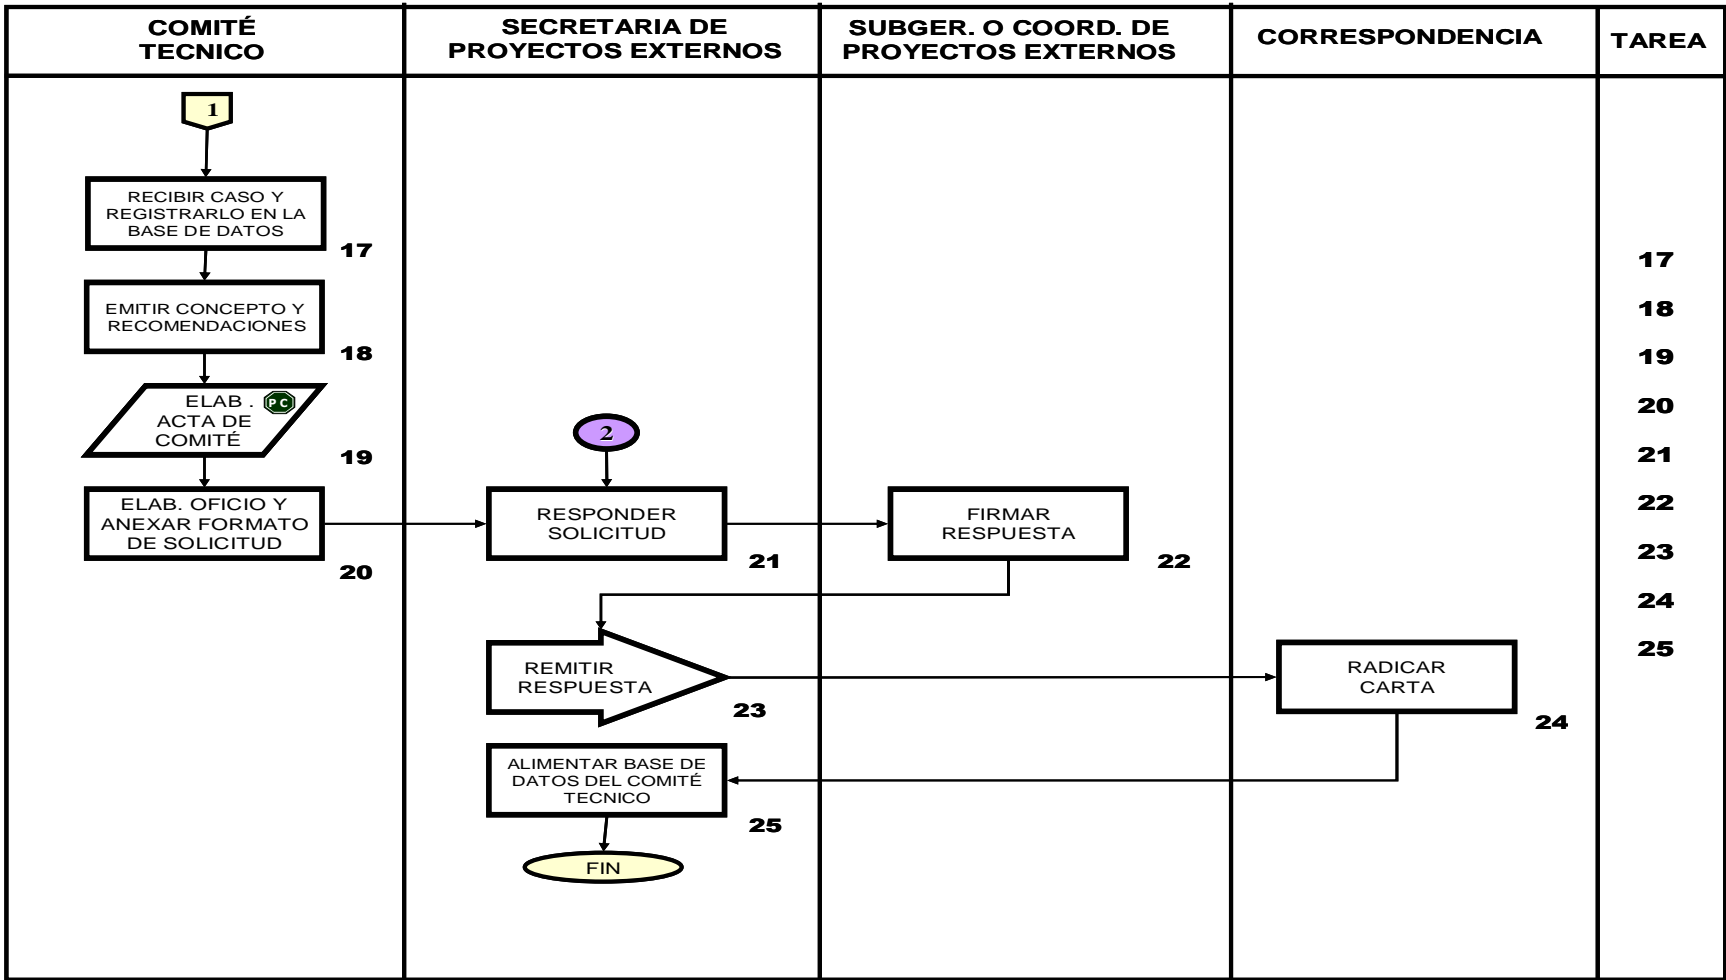 COMITÉ
TECNICO
SECRETARIA DE
PROYECTOS EXTERNOS
SUBGER. O COORD. DE
PROYECTOS EXTERNOS
CORRESPONDENCIA
TAREA
1
RECIBIR CASO Y
REGISTRARLO EN LA
BASE DE DATOS
17
EMITIR CONCEPTO Y
RECOMENDACIONES
18
ELAB .
PC
ACTA DE
COMITÉ
19
ELAB. OFICIO Y
ANEXAR FORMATO
DE SOLICITUD
20
2
RESPONDER
SOLICITUD
21
FIRMAR
RESPUESTA
22
REMITIR
RESPUESTA
23
RADICAR
CARTA
24
ALIMENTAR BASE DE
DATOS DEL COMITÉ
TECNICO
25
FIN
17
18
19
20
21
22
23
24
25